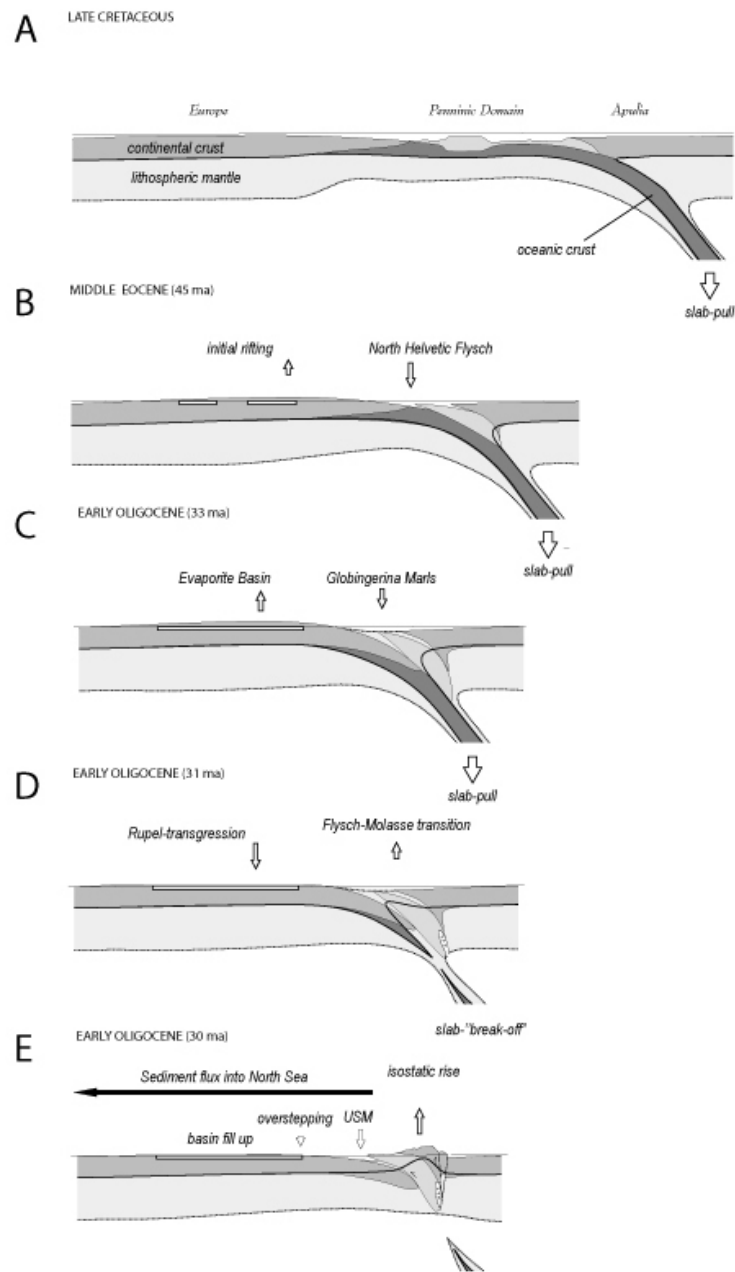 A
LATE CRETACEOUS
Europe
Penninic Domain
Apulia
continental crust
lithospheric mantle
oceanic crust
slab-pull
B
MIDDLE EOCENE (45 ma)
initial rifting
North Helvetic Flysch
slab-pull
C
EARLY OLIGOCENE (33 ma)
Evaporite Basin
Globingerina Marls
slab-pull
D
EARLY OLIGOCENE (31 ma)
Rupel-transgression
Flysch-Molasse transition
slab-"break-off"
E
EARLY OLIGOCENE (30 ma)
Sediment flux into North Sea
isostatic rise
overstepping
USM
basin fill up